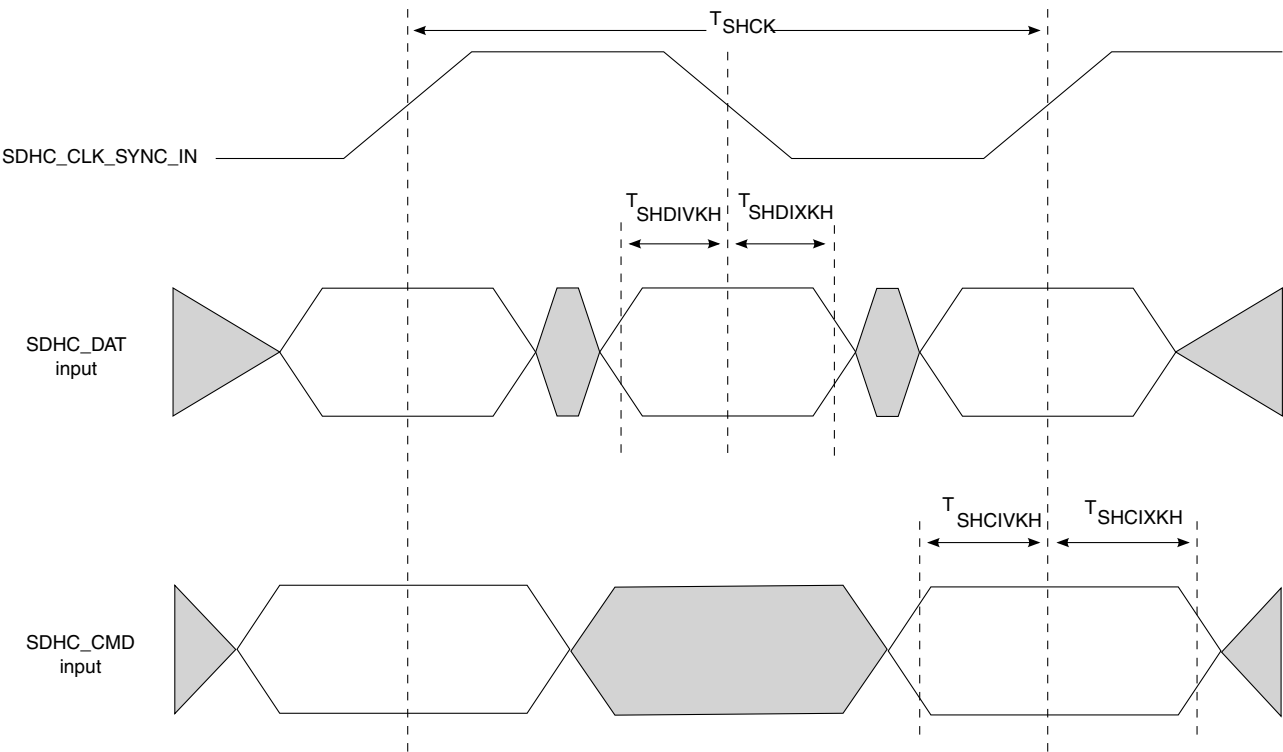 TSHCK
SDHC_CLK_SYNC_IN
TSHDIVKH
TSHDIXKH
SDHC_DAT
input
TSHCIVKH
TSHCIXKH
SDHC_CMD
input